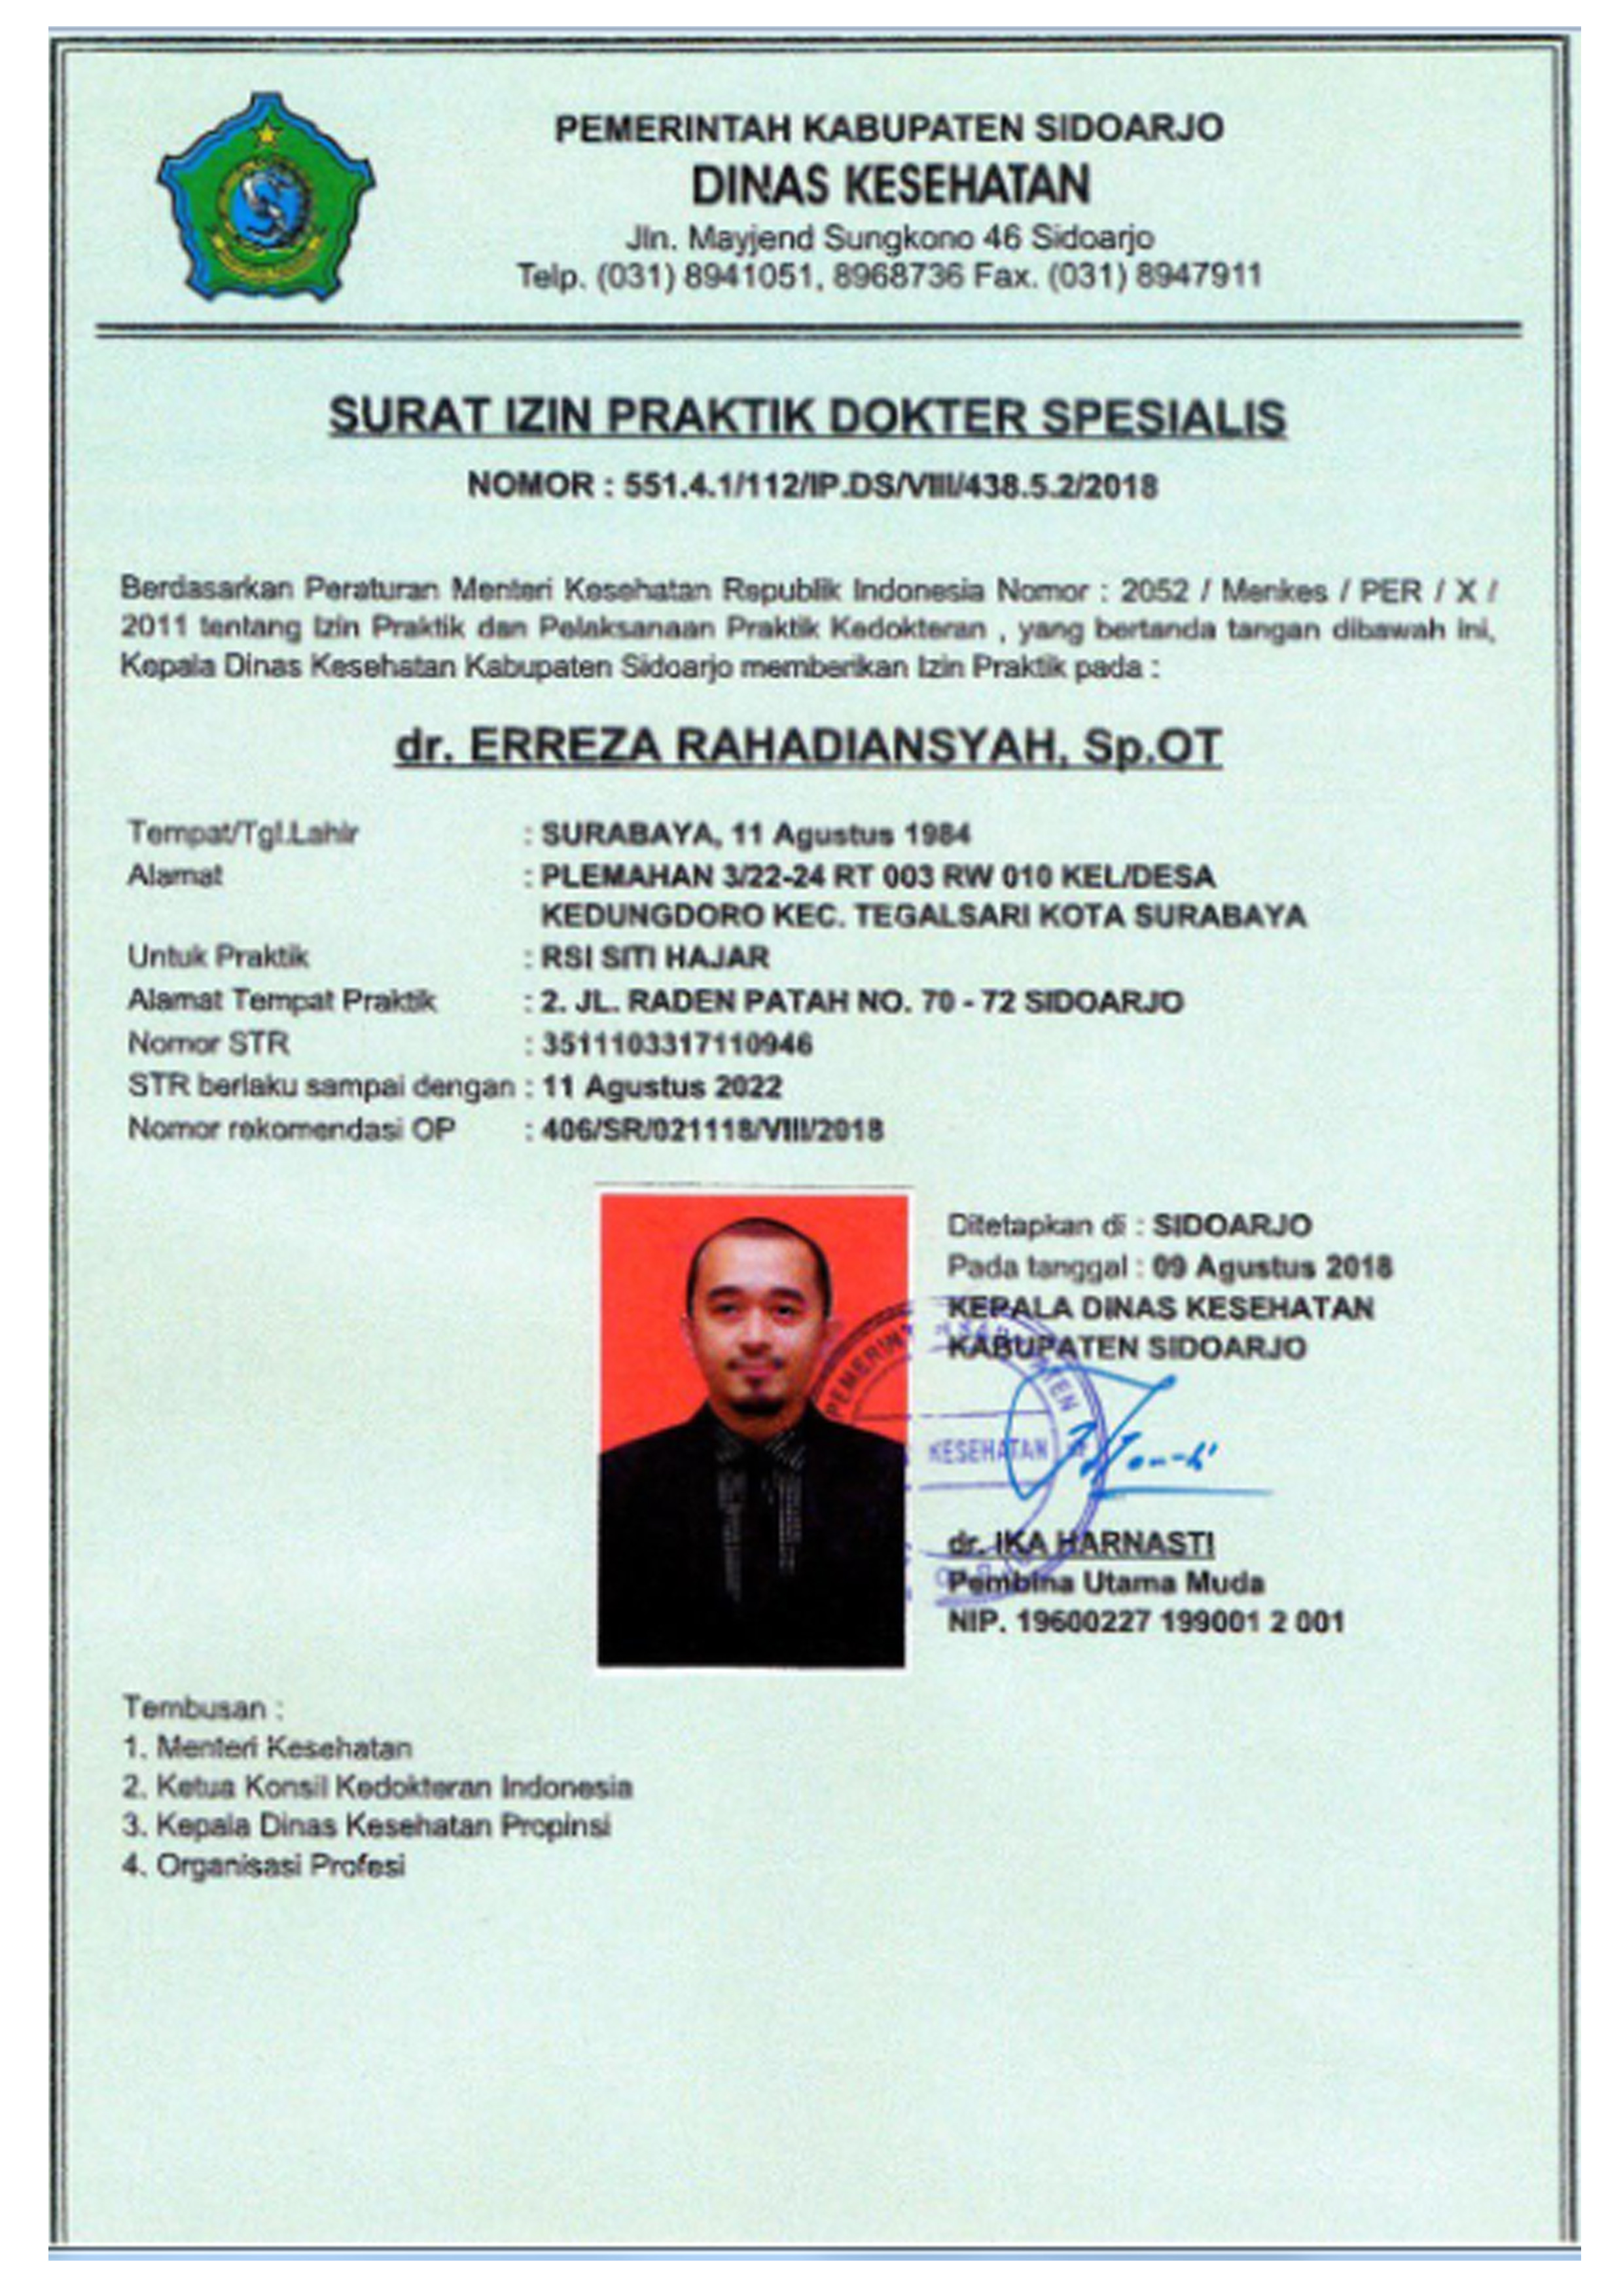 PEMERINTAH KABUPATEN SIDOARJO
DINAS KESEHATAN
Jln. Mayjend Sungkono 46 Sidoarjo
Telp. (031) 8941051, 8968736 Fax. (031) 8947911
SURAT IZIN PRAKTIK DOKTER SPESIALIS
NOMOR : 551.4.1/112/IP.DS/VIII/438.5.2/2018
Berdasarkan Peraturan Menteri Kesehatan Republik Indonesia Nomor : 2052 / Menkes / PER / X /
2011 tentang Izin Praktik dan Pelaksanaan Praktik Kedokteran , yang bertanda tangan dibawah ini,
Kepala Dinas Kesehatan Kabupaten Sidoarjo memberikan Izin Praktik pada :
dr. ERREZA RAHADIANSYAH, Sp.OT
Tempat/Tgl.Lahir : SURABAYA, 11 Agustus 1984
Alamat : PLEMAHAN 3/22-24 RT 003 RW 010 KEL/DESA
KEDUNGDORO KEC. TEGALSARI KOTA SURABAYA
Untuk Praktik : RSI SITI HAJAR
Alamat Tempat Praktik : 2. JL. RADEN PATAH NO. 70 - 72 SIDOARJO
Nomor STR : 3511103317110946
STR berlaku sampai dengan : 11 Agustus 2022
Nomor rekomendasi OP : 406/SR/021118/VIII/2018
Ditetapkan di : SIDOARJO
Pada tanggal : 09 Agustus 2018
KEPALA DINAS KESEHATAN
KABUPATEN SIDOARJO
KESEHATAN
dr. IKA HARNASTI
Pembina Utama Muda
NIP. 19600227 199001 2 001
Tembusan :
1. Menteri Kesehatan
2. Ketua Konsil Kedokteran Indonesia
3. Kepala Dinas Kesehatan Propinsi
4. Organisasi Profesi